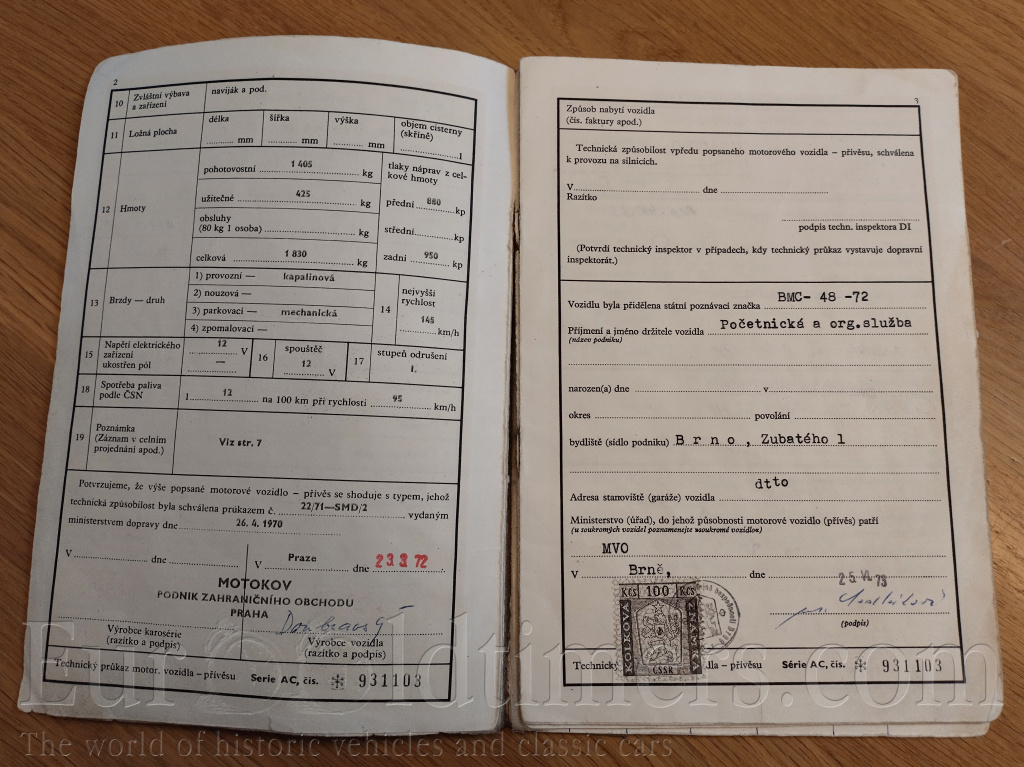 2
10 Zvláštní výbava a zařízení naviják a pod.
11 Ložná plocha délka mm šířka mm výška mm objem cisterny (skříně) l
12 Hmoty
pohotovostní 1 405 kg
užitečné 425 kg
obsluhy
(80 kg 1 osoba) kg
celková 1 830 kg
tlaky náprav z cel-
kové hmoty
přední 880 kp
střední kp
zadní 950 kp
13 Brzdy — druh
1) provozní — kapalinová
2) nouzová —
3) parkovací — mechanická
4) zpomalovací —
14 nejvyšší
rychlost
145
km/h
15 Napětí elektrického
zařízení
ukostřen pól
12 V
—
16 spouštěč
12 V
17 stupeň odrušení
1.
18 Spotřeba paliva
podle ČSN
l 12 na 100 km při rychlosti 95 km/h
19 Poznámka
(Záznam v celním
projednání apod.)
Viz str. 7
Potvrzujeme, že výše popsané motorové vozidlo – přívěs se shoduje s typem, jehož
technická způsobilost byla schválena průkazem č. 22/71—SMD/2 vydaným
ministerstvem dopravy dne 26. 4. 1970
V dne
V Praze dne 23.3.72
MOTOKOV
PODNIK ZAHRANIČNÍHO OBCHODU
PRAHA
Výrobce karosérie
(razítko a podpis)
Výrobce vozidla
(razítko a podpis)
Technický průkaz motor. vozidla – přívěsu Série AC, čís. ✻ 931103
3
Způsob nabytí vozidla
(čís. faktury apod.)
Technická způsobilost vpředu popsaného motorového vozidla – přívěsu, schválena
k provozu na silnicích.
V dne
Razítko
podpis techn. inspektora DI
(Potvrdí technický inspektor v případech, kdy technický průkaz vystavuje dopravní
inspektorát.)
Vozidlu byla přidělena státní poznávací značka BMC- 48 -72
Příjmení a jméno držitele vozidla Početnická a org.služba
(název podniku)
narozen(a) dne v
okres povolání
bydliště (sídlo podniku) Brno, Zubatého 1
dtto
Adresa stanoviště (garáže) vozidla
Ministerstvo (úřad), do jehož působnosti motorové vozidlo (přívěs) patří
(u soukromých vozidel poznamenejte »soukromé vozidlo«)
MVO
V Brně, dne 25. VI. 73
(podpis)
Kčs 100 Kčs
KOLKOVÁ
ZNÁMKA
ČSSR
Technický dla – přívěsu Série AC, čís. ✻ 931103
EurOldtimers.com
The world of historic vehicles and classic cars